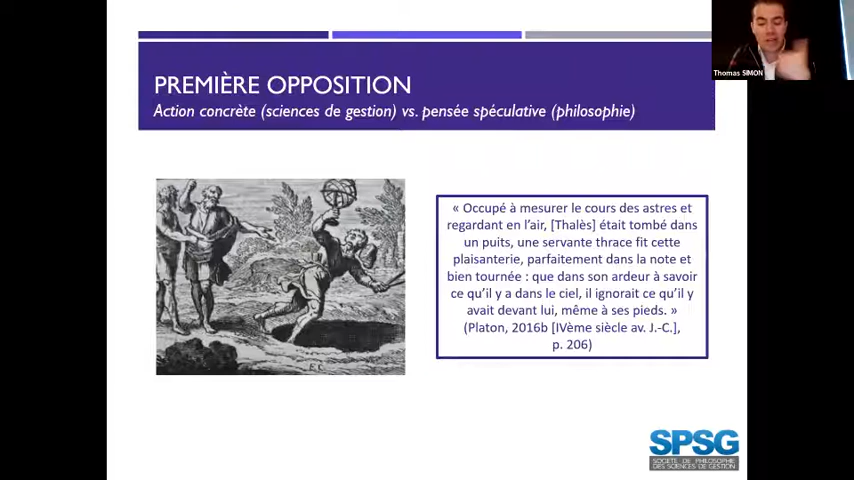 Thomas SIMON
PREMIÈRE OPPOSITION
Action concrète (sciences de gestion) vs. pensée spéculative (philosophie)
« Occupé à mesurer le cours des astres et
regardant en l'air, [Thalès] était tombé dans
un puits, une servante thrace fit cette
plaisanterie, parfaitement dans la note et
bien tournée : que dans son ardeur à savoir
ce qu'il y a dans le ciel, il ignorait ce qu'il y
avait devant lui, même à ses pieds. »
(Platon, 2016b [IVème siècle av. J.-C.],
p. 206)
SPSG
SOCIÉTÉ DE PHILOSOPHIE
DES SCIENCES DE GESTION